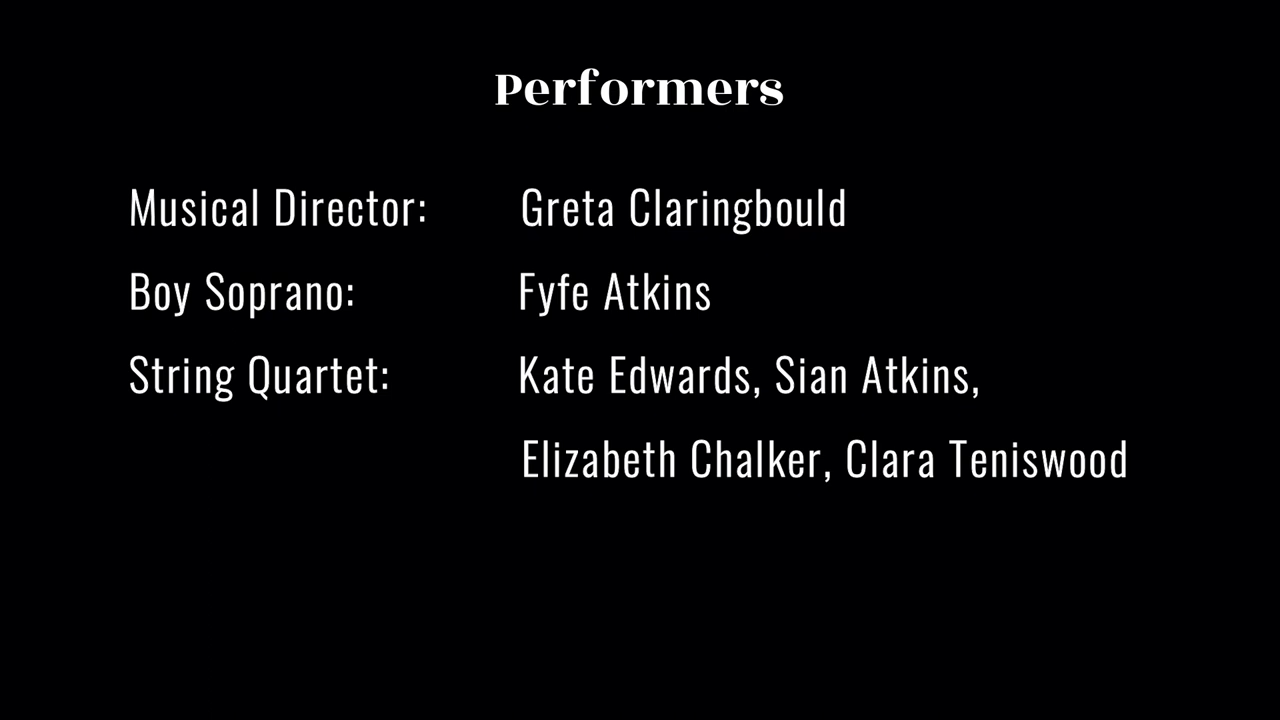 Performers
Musical Director: Greta Claringbould
Boy Soprano: Fyfe Atkins
String Quartet: Kate Edwards, Sian Atkins,
Elizabeth Chalker, Clara Teniswood